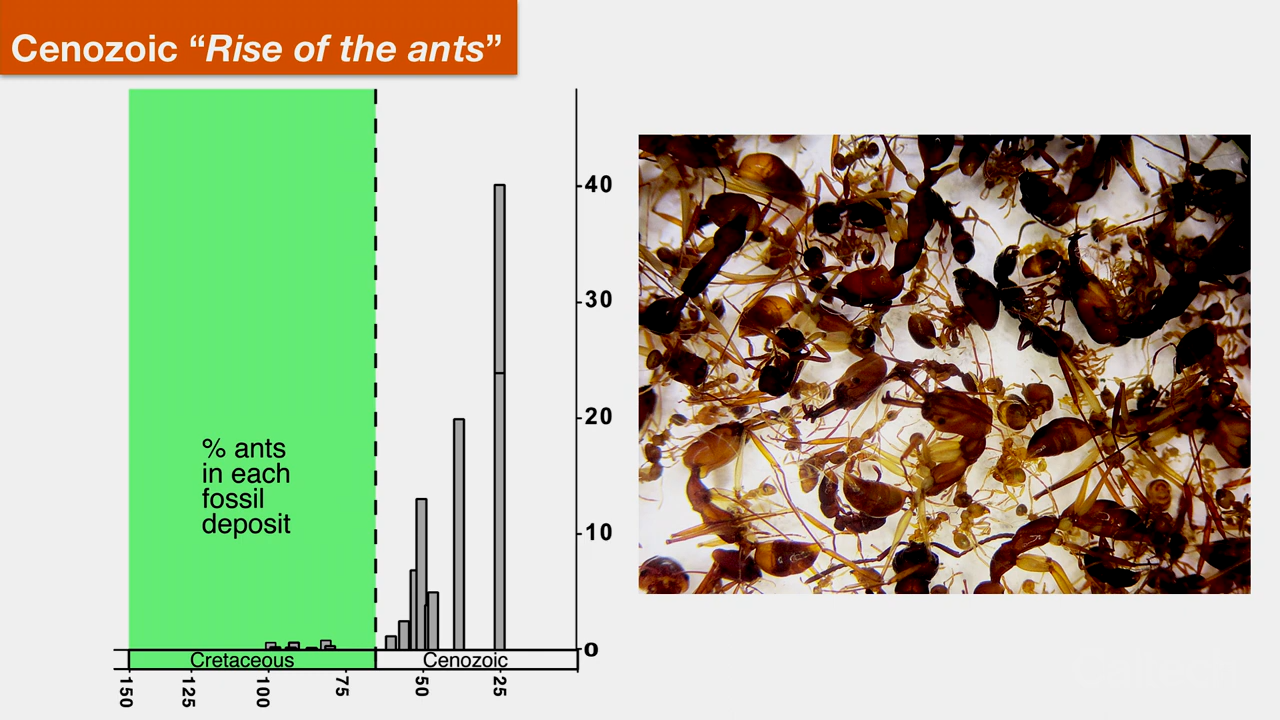 Cenozoic “Rise of the ants”
40
30
20
10
0
% ants
in each
fossil
deposit
Cretaceous
Cenozoic
150
125
100
75
50
25